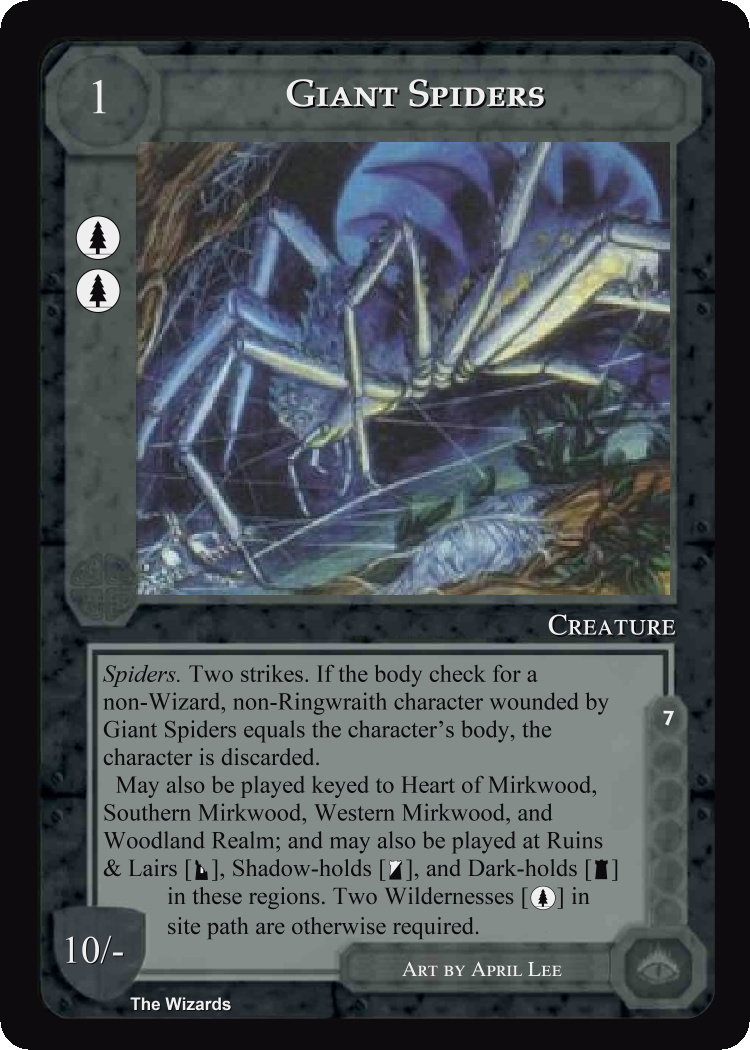 1
GIANT SPIDERS
CREATURE
Spiders. Two strikes. If the body check for a
non-Wizard, non-Ringwraith character wounded by
Giant Spiders equals the character’s body, the
character is discarded.
May also be played keyed to Heart of Mirkwood,
Southern Mirkwood, Western Mirkwood, and
Woodland Realm; and may also be played at Ruins
& Lairs [ ], Shadow-holds [ ], and Dark-holds [ ]
in these regions. Two Wildernesses [ ] in
site path are otherwise required.
7
10/-
ART BY APRIL LEE
The Wizards